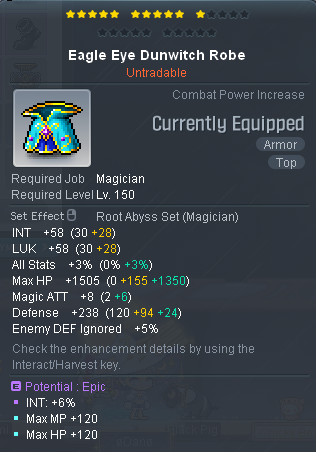 Eagle Eye Dunwitch Robe
Untradable
Combat Power Increase
Currently Equipped
Armor
Top
Required Job Magician
Required Level Lv. 150
Set Effect Root Abyss Set (Magician)
INT +58 (30 +28)
LUK +58 (30 +28)
All Stats +3% (0% +3%)
Max HP +1505 (0 +155 +1350)
Magic ATT +8 (2 +6)
Defense +238 (120 +94 +24)
Enemy DEF Ignored +5%
Check the enhancement details by using the
Interact/Harvest key.
E Potential : Epic
INT: +6%
Max MP +120
Max HP +120